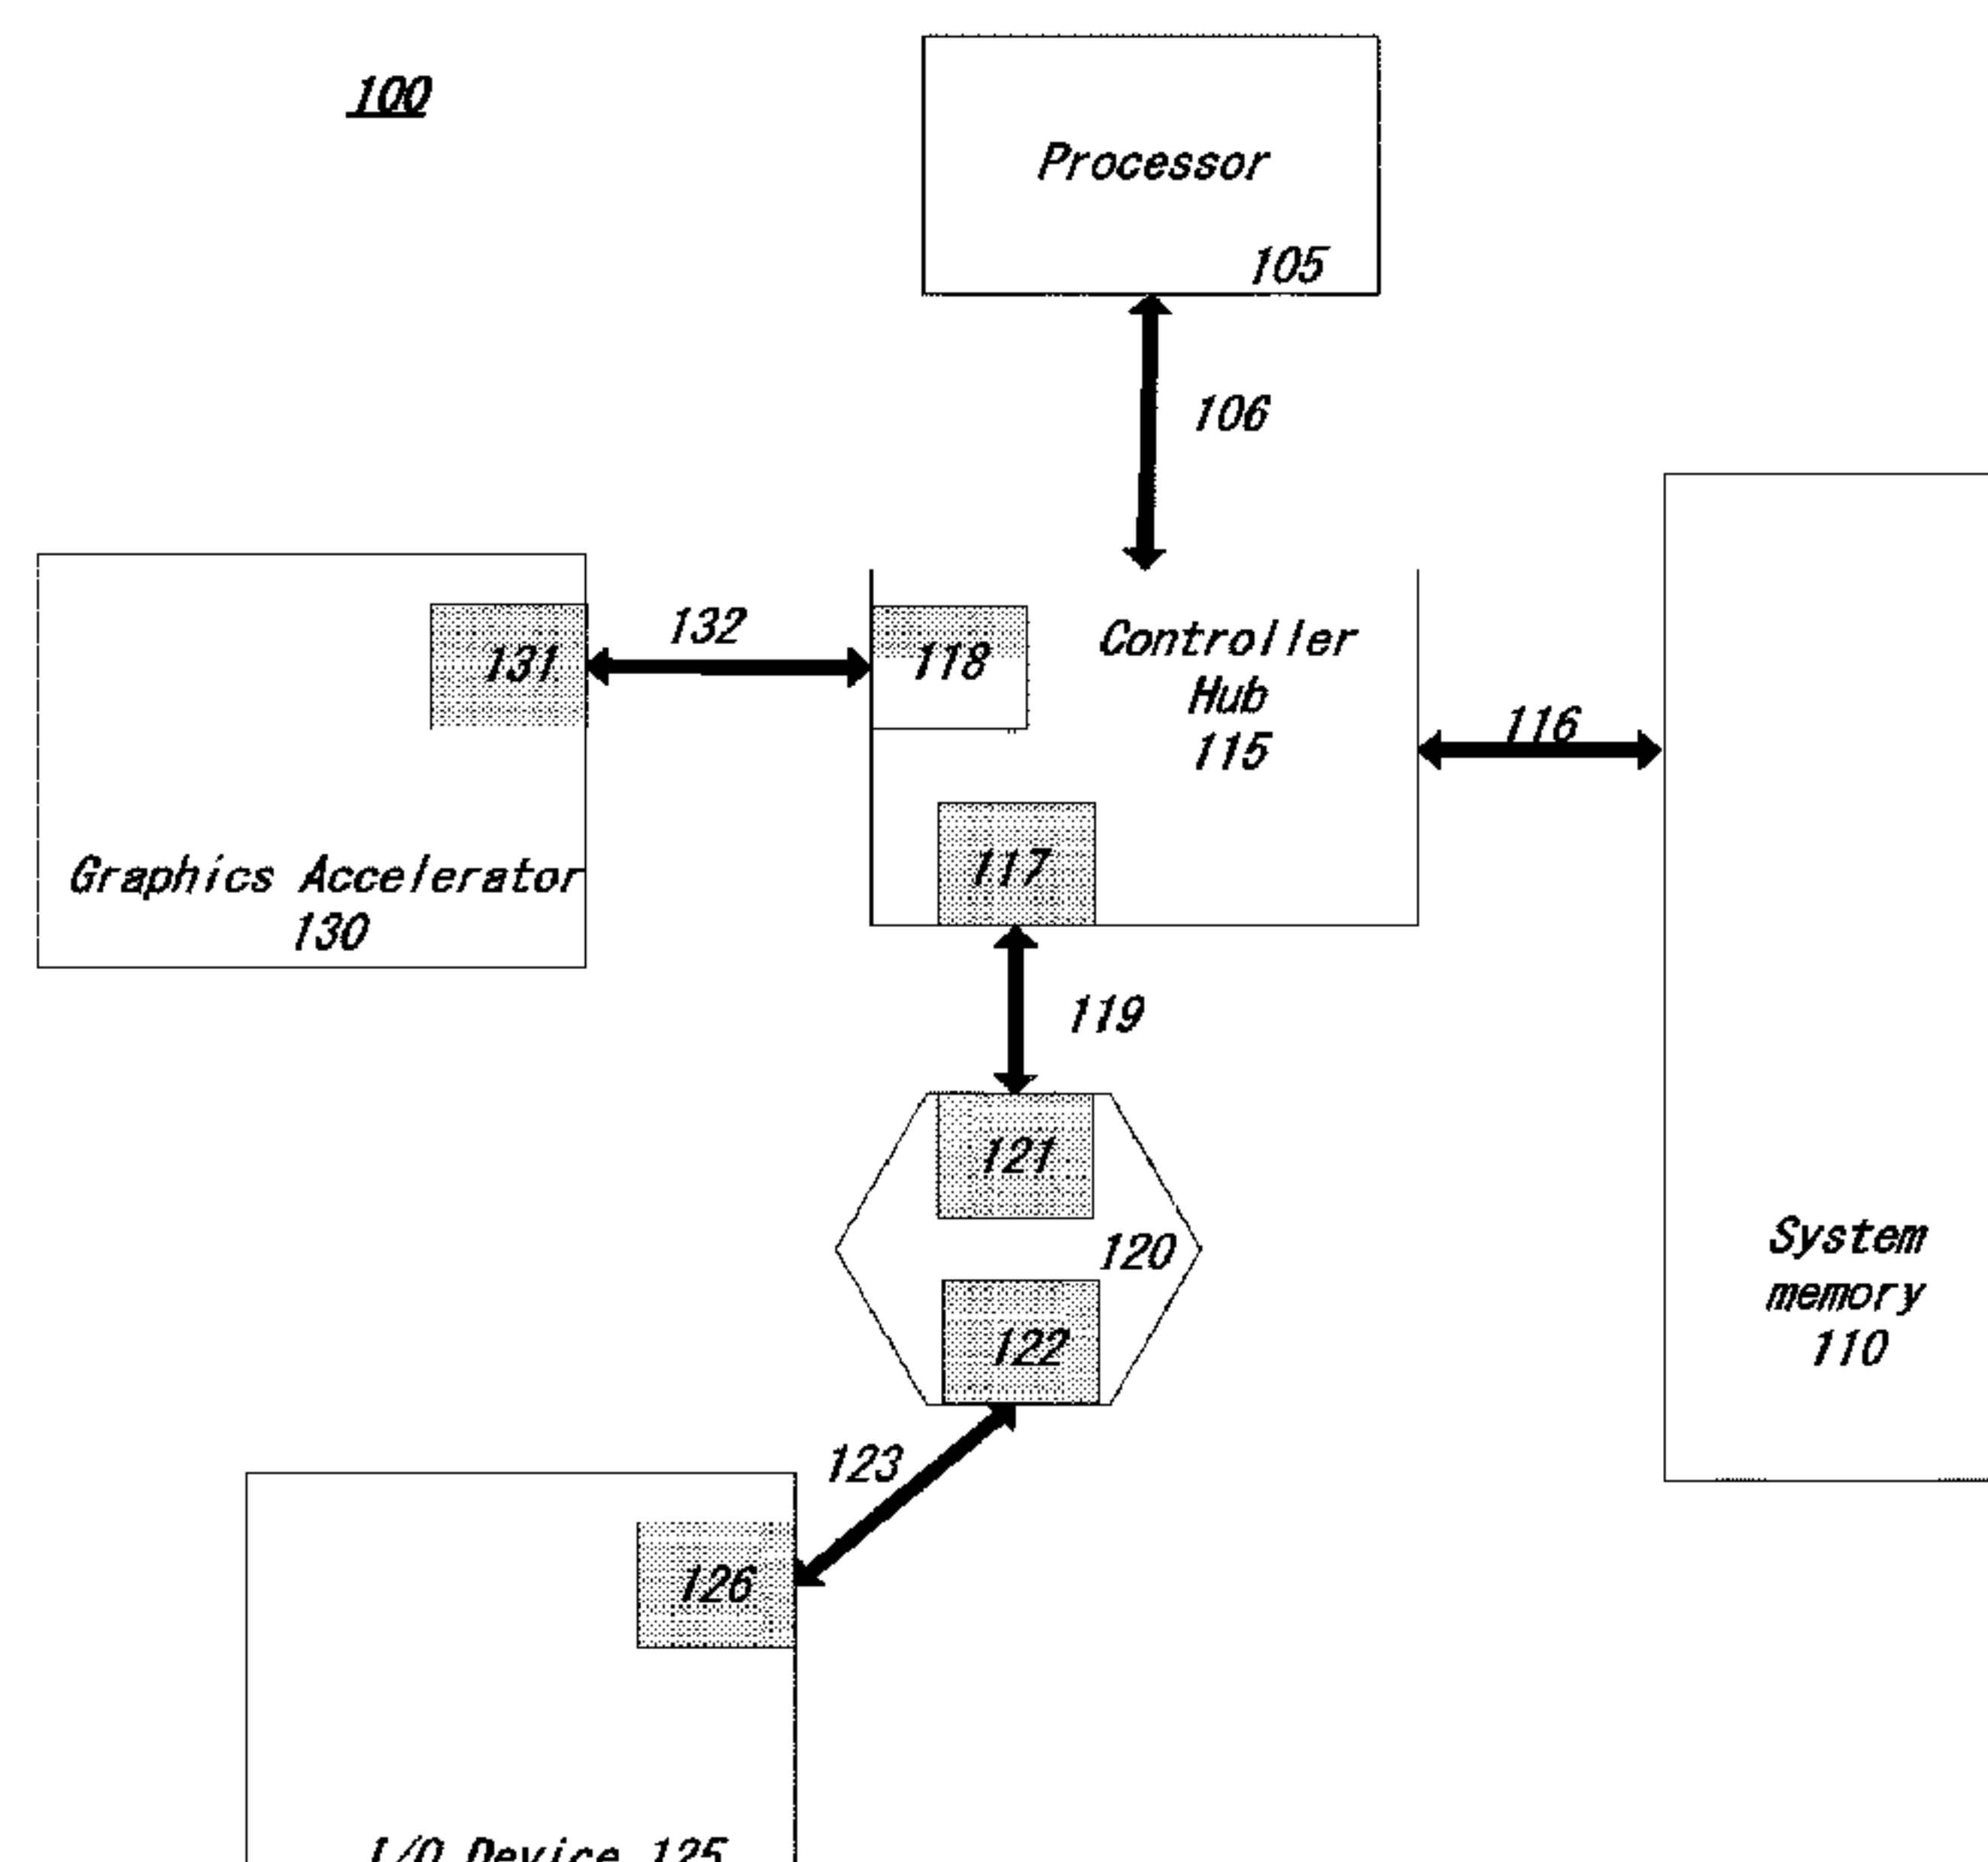 100
Processor
105
106
132
131
118
Controller
Hub
115
116
117
Graphics Accelerator
130
119
121
120
122
System
memory
110
123
126
I/O Device 125